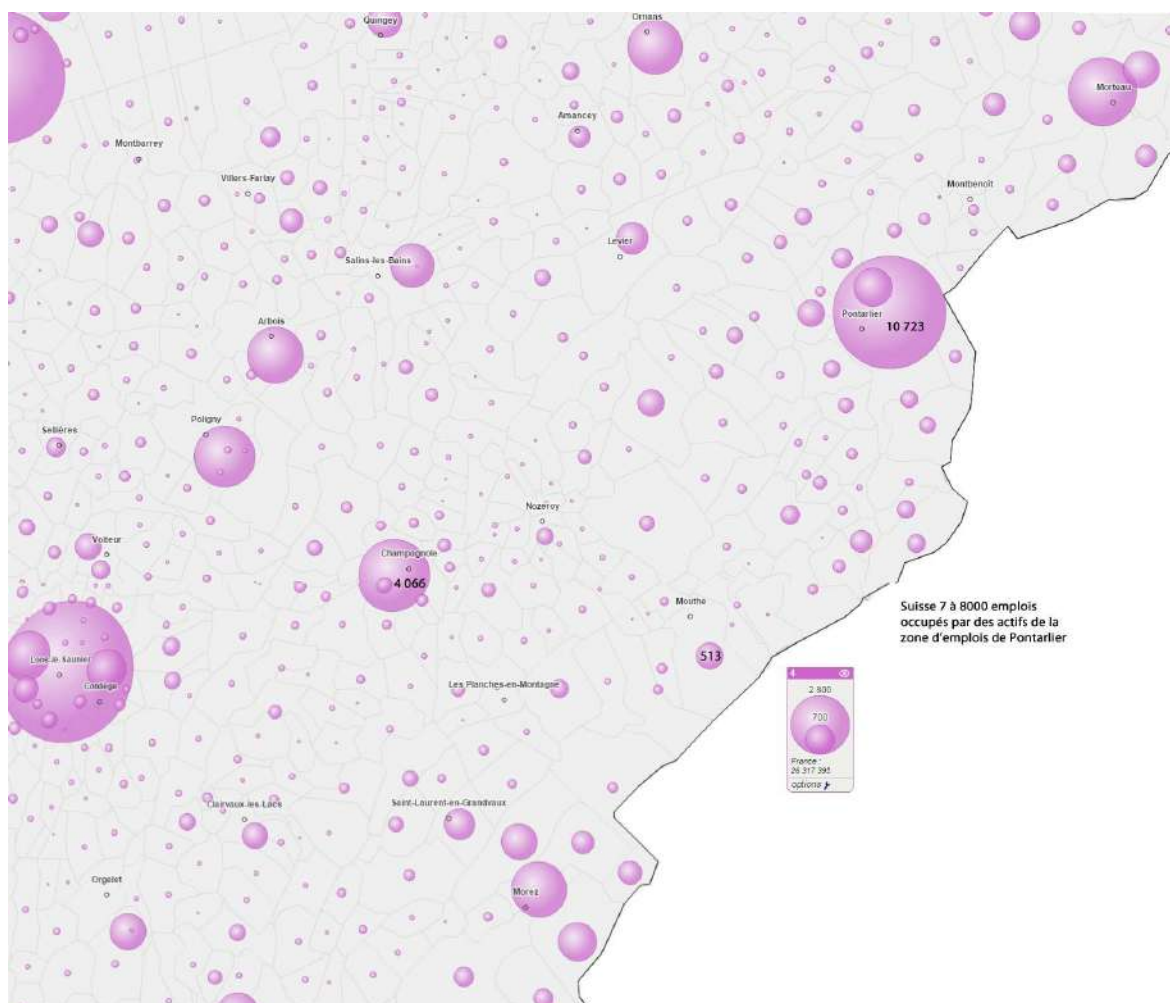 Quingey
Ornans
Morteau
Amancey
Montbarrey
Villers-Farlay
Montbenoît
Levier
Salins-les-Bains
Pontarlier
10 723
Arbois
Poligny
Sellières
Nozeroy
Voiteur
Champagnole
4 066
Mouthe
Suisse 7 à 8000 emplois
occupés par des actifs de la
zone d'emplois de Pontarlier
513
Lons-le-Saunier
Conliège
Les Planches-en-Montagne
4
2 800
700
France :
26 317 395
options
Clairvaux-les-Lacs
Saint-Laurent-en-Grandvaux
Orgelet
Morez